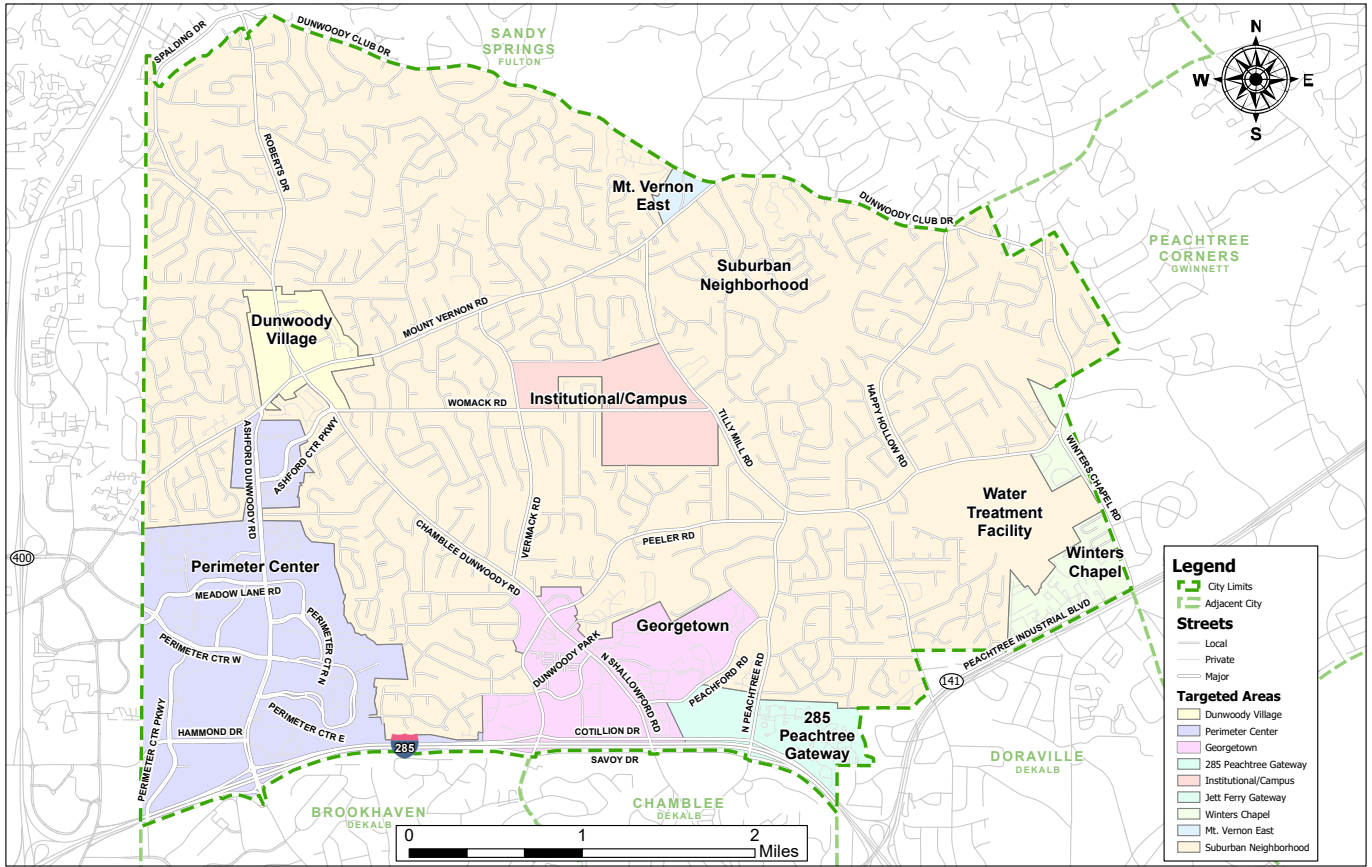 SPALDING DR
DUNWOODY CLUB DR
SANDY
SPRINGS
FULTON
N
W
E
S
ROBERTS DR
Mt. Vernon
East
DUNWOODY CLUB DR
PEACHTREE
CORNERS
GWINNETT
Suburban
Neighborhood
Dunwoody
Village
MOUNT VERNON RD
Institutional/Campus
WOMACK RD
ASHFORD DUNWOODY RD
ASHFORD CTR PKWY
TILLY MILL RD
HAPPY HOLLOW RD
WINTERS CHAPEL RD
Water
Treatment
Facility
VERMACK RD
CHAMBLEE DUNWOODY RD
PEELER RD
400
Perimeter Center
MEADOW LANE RD
Winters
Chapel
PERIMETER CTR N
PERIMETER CTR W
Georgetown
DUNWOODY PARK
N SHALLOWFORD RD
PEACHFORD RD
N PEACHTREE RD
PEACHTREE INDUSTRIAL BLVD
141
PERIMETER CTR PKWY
PERIMETER CTR E
HAMMOND DR
285
COTILLION DR
SAVOY DR
285
Peachtree
Gateway
DORAVILLE
DEKALB
BROOKHAVEN
DEKALB
CHAMBLEE
DEKALB
0 1 2
Miles
Legend
City Limits
Adjacent City
Streets
Local
Private
Major
Targeted Areas
Dunwoody Village
Perimeter Center
Georgetown
285 Peachtree Gateway
Institutional/Campus
Jett Ferry Gateway
Winters Chapel
Mt. Vernon East
Suburban Neighborhood